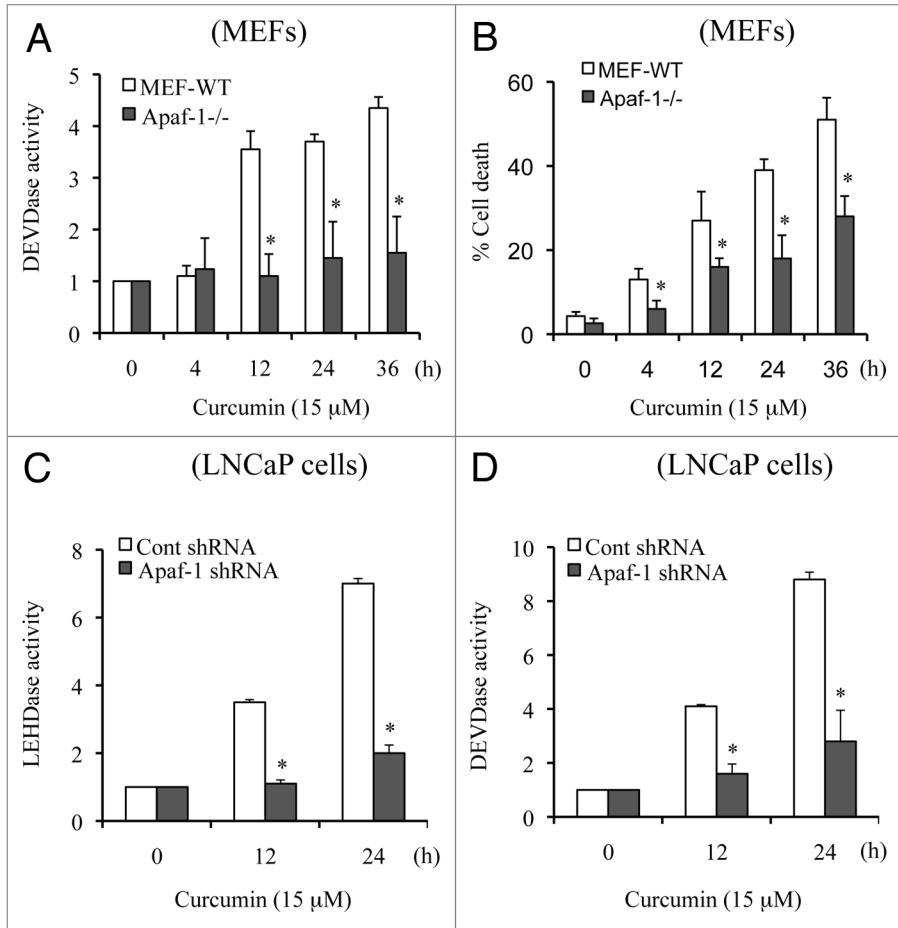 A
(MEFs)
MEF-WT
Apaf-1-/-
DEVDase activity
5
4
3
2
1
0
*
*
*
0 4 12 24 36 (h)
Curcumin (15 μM)
B
(MEFs)
MEF-WT
Apaf-1-/-
% Cell death
60
40
20
0
*
*
*
*
0 4 12 24 36 (h)
Curcumin (15 μM)
C
(LNCaP cells)
Cont shRNA
Apaf-1 shRNA
LEHDase activity
8
6
4
2
0
*
*
0 12 24 (h)
Curcumin (15 μM)
D
(LNCaP cells)
Cont shRNA
Apaf-1 shRNA
DEVDase activity
10
8
6
4
2
0
*
*
0 12 24 (h)
Curcumin (15 μM)